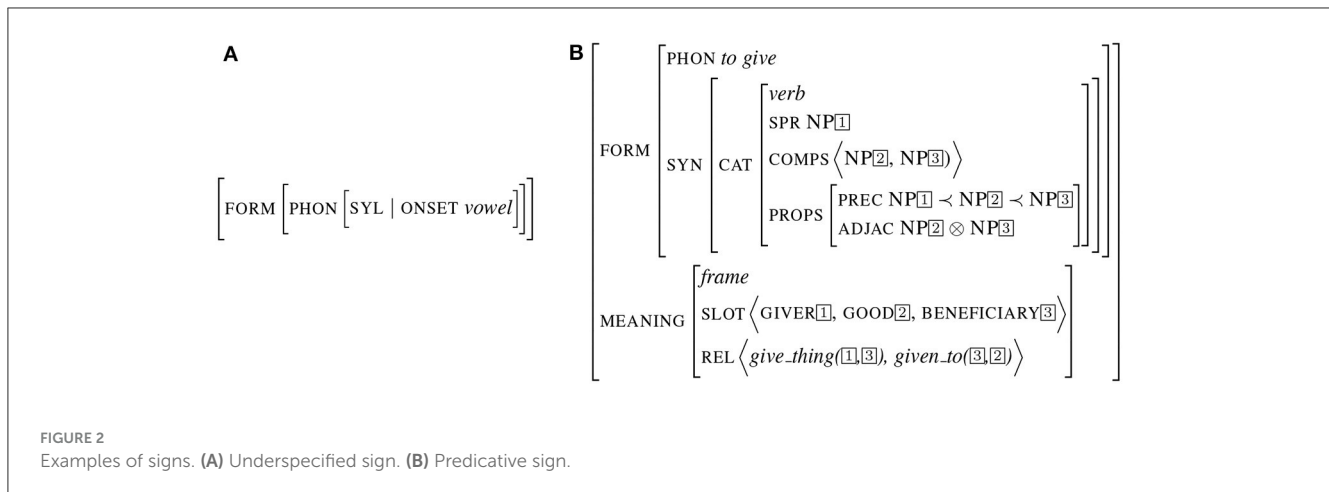 A
[FORM [PHON [SYL | ONSET vowel]]]
B
PHON to give
verb
SPR NP1
FORM SYN CAT COMPS ⟨NP2, NP3)⟩
PROPS PREC NP1 ≺ NP2 ≺ NP3
ADJAC NP2 ⊗ NP3
frame
MEANING SLOT ⟨GIVER1, GOOD2, BENEFICIARY3⟩
REL ⟨give_thing(1,3), given_to(3,2)⟩
FIGURE 2
Examples of signs. (A) Underspecified sign. (B) Predicative sign.